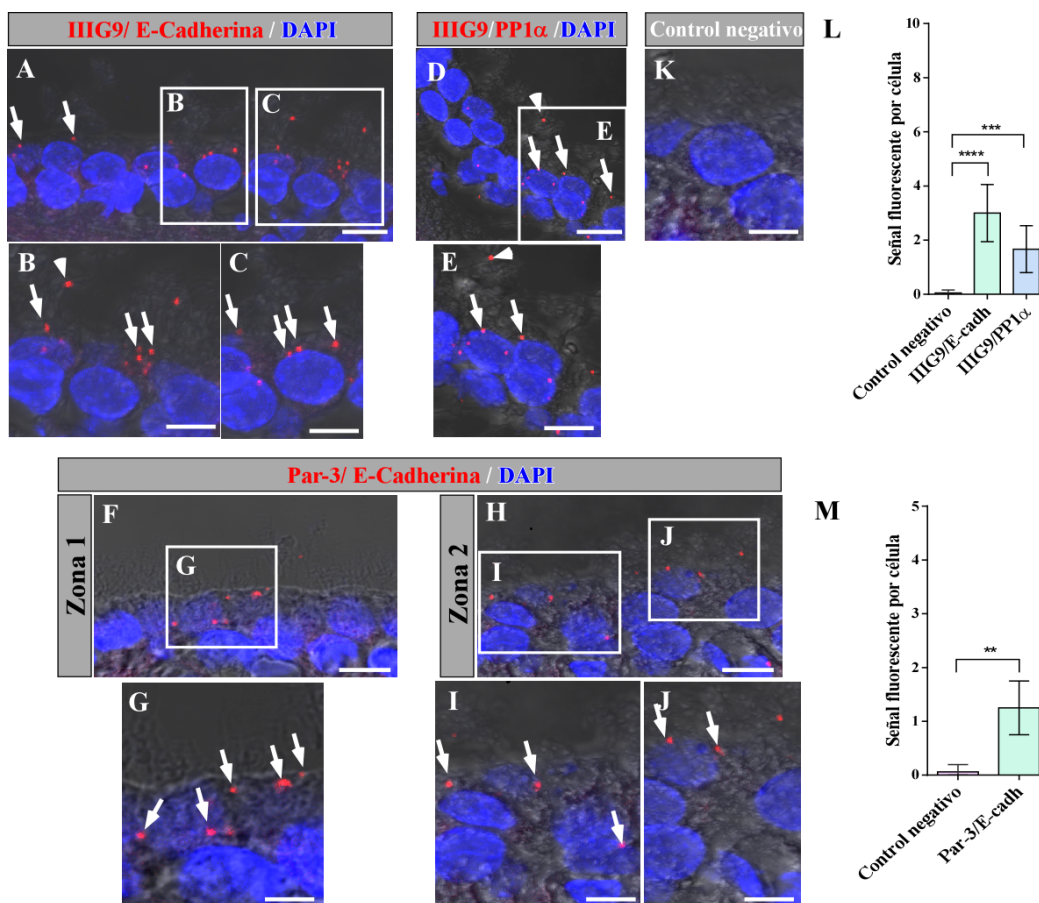 IIIG9/ E-Cadherina / DAPI
IIIG9/PP1α /DAPI
Control negativo
A
B
C
D
E
K
B
C
E
L
Señal fluorescente por célula
10
8
6
4
2
0
***
****
Control negativo
IIIG9/E-cadh
IIIG9/PP1α
Par-3/ E-Cadherina / DAPI
Zona 1
F
G
G
Zona 2
H
I
J
I
J
M
Señal fluorescente por célula
5
4
3
2
1
0
**
Control negativo
Par-3/E-cadh